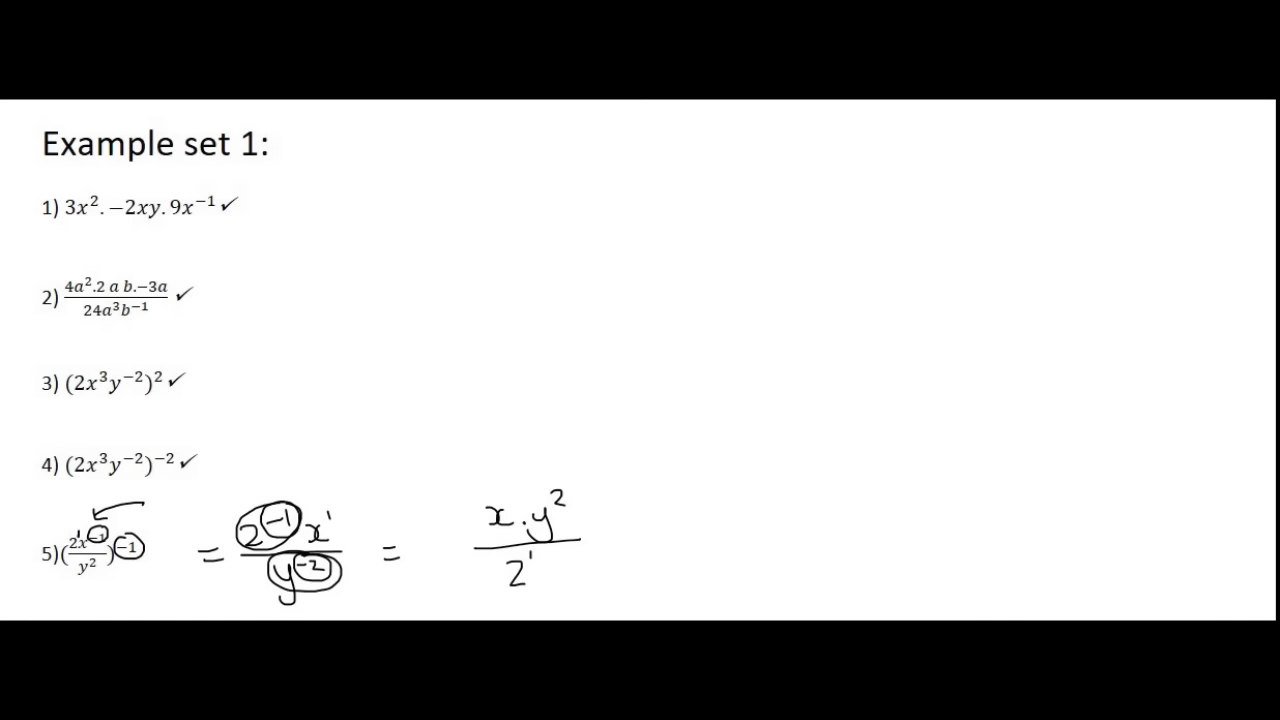 Example set 1:
1) 3x². −2xy. 9x⁻¹ ✓
2) 4a².2 a b.−3a / 24a³b⁻¹ ✓
3) (2x³y⁻²)² ✓
4) (2x³y⁻²)⁻² ✓
5) (2¹x⁻¹ / y²)⁻¹ = 2⁻¹x¹ / y⁻² = x.y² / 2¹